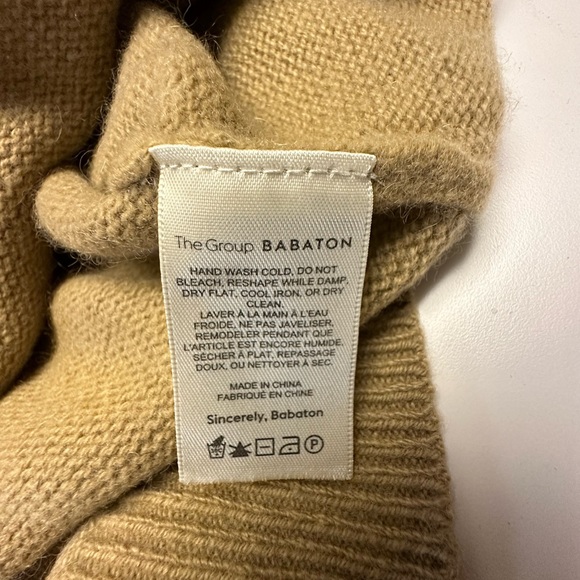 The Group BABATON
HAND WASH COLD, DO NOT
BLEACH, RESHAPE WHILE DAMP,
DRY FLAT, COOL IRON, OR DRY
CLEAN.
LAVER À LA MAIN À L'EAU
FROIDE, NE PAS JAVELISER,
REMODELER PENDANT QUE
L'ARTICLE EST ENCORE HUMIDE.
SÉCHER À PLAT, REPASSAGE
DOUX, OU NETTOYER À SEC.
MADE IN CHINA
FABRIQUÉ EN CHINE
Sincerely, Babaton
P